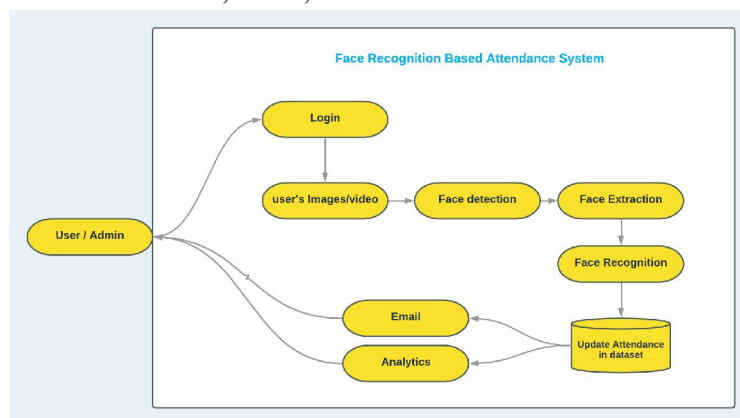 Face Recognition Based Attendance System
Login
user's Images/video
Face detection
Face Extraction
User / Admin
Face Recognition
z
Email
Update Attendance
in dataset
Analytics